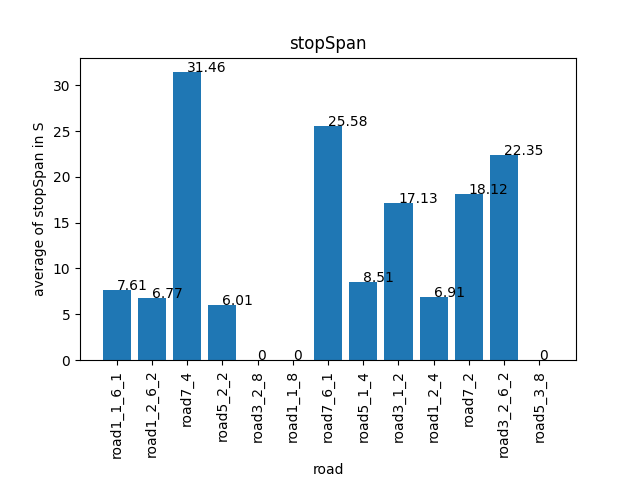 stopSpan
average of stopSpan in S
30
25
20
15
10
5
0
7.61
6.77
31.46
6.01
0
0
25.58
8.51
17.13
6.91
18.12
22.35
0
road1_1_6_1
road1_2_6_2
road7_4
road5_2_2
road3_2_8
road1_1_8
road7_6_1
road5_1_4
road3_1_2
road1_2_4
road7_2
road3_2_6_2
road5_3_8
road